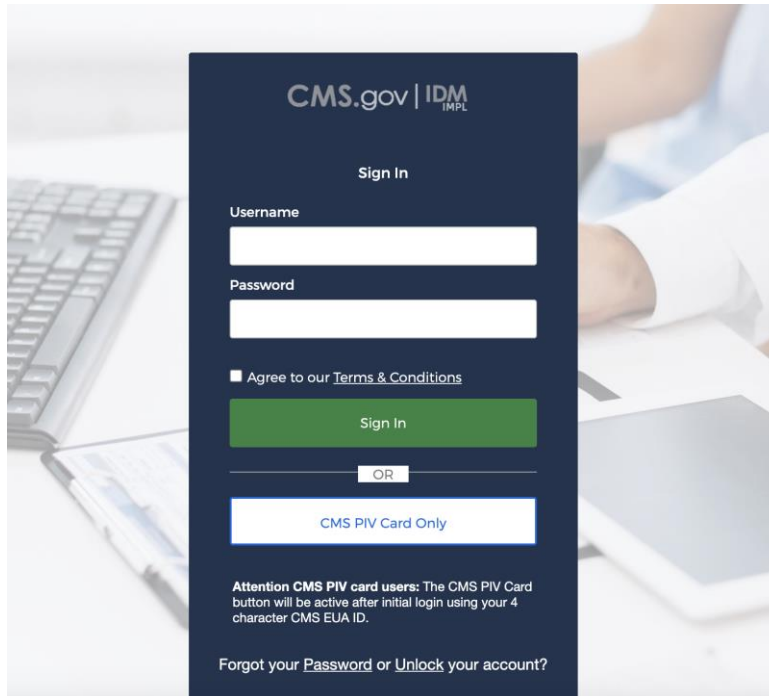 CMS.gov | IDM
IMPL
Sign In
Username
Password
Agree to our Terms & Conditions
Sign In
OR
CMS PIV Card Only
Attention CMS PIV card users: The CMS PIV Card
button will be active after initial login using your 4
character CMS EUA ID.
Forgot your Password or Unlock your account?